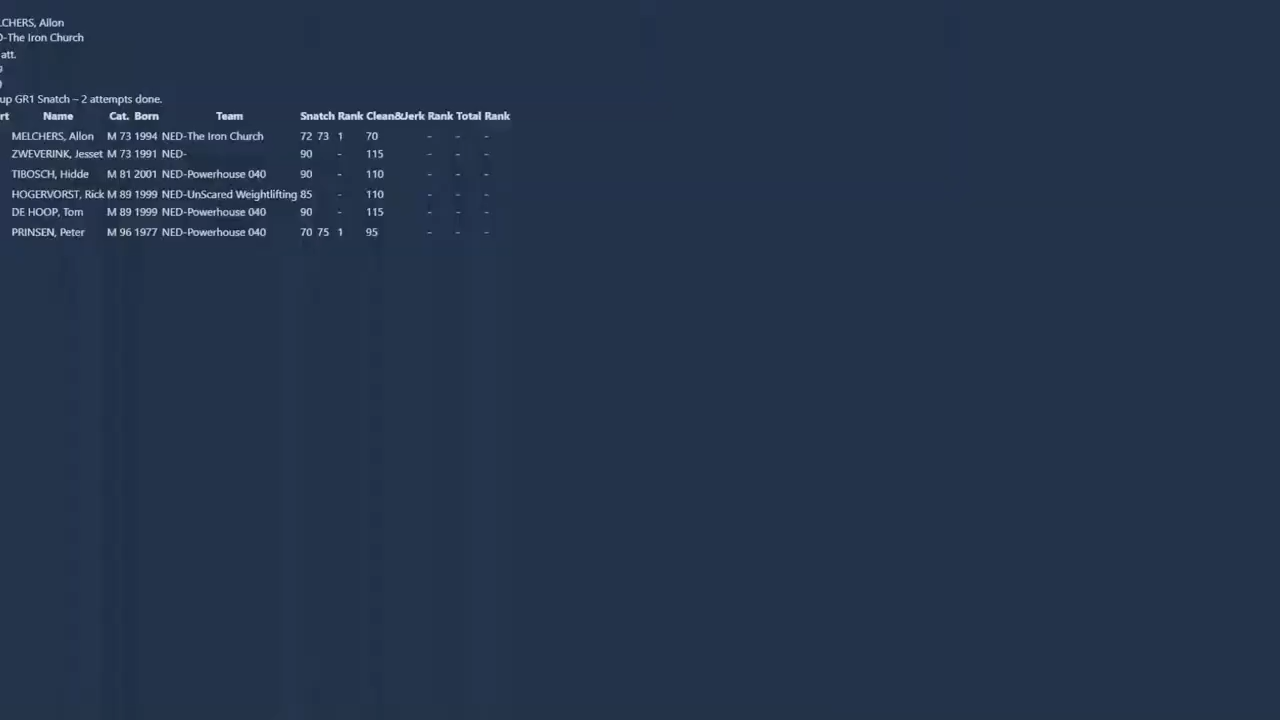 LCHERS, Allon
D-The Iron Church
att.
up GR1 Snatch – 2 attempts done.
rt Name Cat. Born Team Snatch Rank Clean&Jerk Rank Total Rank
MELCHERS, Allon M 73 1994 NED-The Iron Church 72 73 1 70 - - -
ZWEVERINK, Jesset M 73 1991 NED- 90 - 115 - - -
TIBOSCH, Hidde M 81 2001 NED-Powerhouse 040 90 - 110 - - -
HOGERVORST, Rick M 89 1999 NED-UnScared Weightlifting 85 - 110 - - -
DE HOOP, Tom M 89 1999 NED-Powerhouse 040 90 - 115 - - -
PRINSEN, Peter M 96 1977 NED-Powerhouse 040 70 75 1 95 - - -